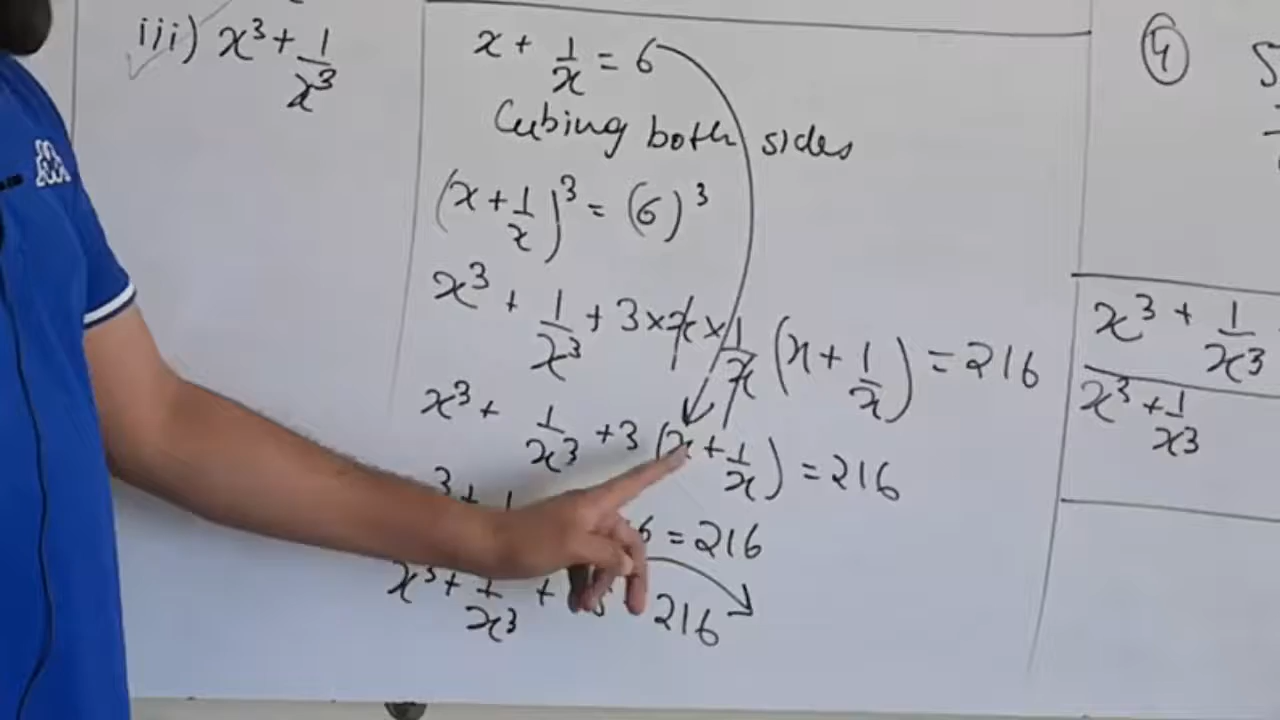 iii) x³ + 1/x³
x + 1/x = 6
Cubing both sides
(x + 1/x)³ = (6)³
x³ + 1/x³ + 3 × x × 1/x (x + 1/x) = 216
x³ + 1/x³ + 3 (x + 1/x) = 216
6 = 216
x³ + 1/x³ + 216
4
x³ + 1/x³
x³ + 1/x³